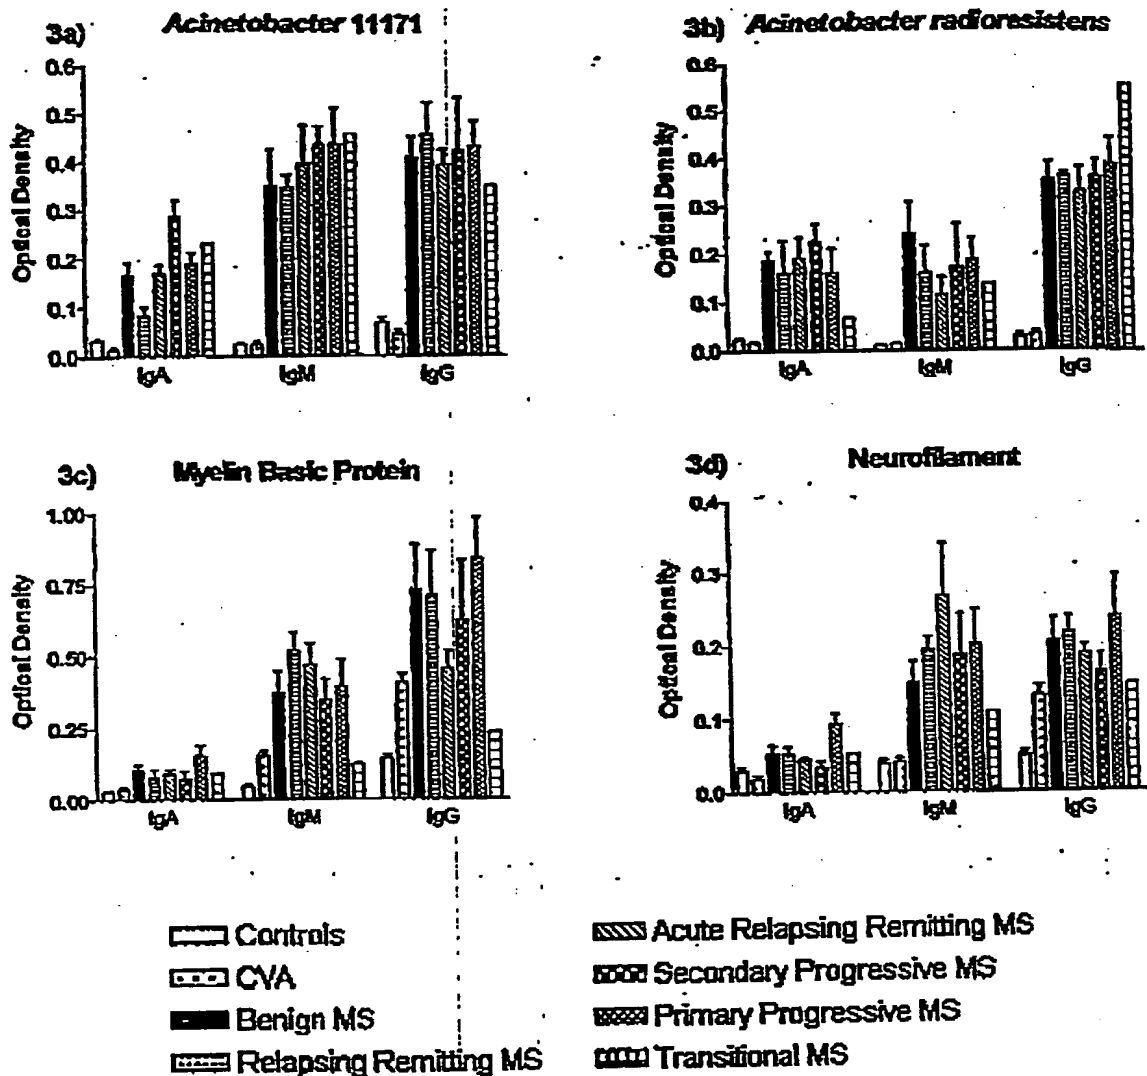 3a) Acinetobacter 11171
Optical Density
0.6
0.5
0.4
0.3
0.2
0.1
0.0
IgA IgM IgG
3b) Acinetobacter radioresistens
Optical Density
0.6
0.5
0.4
0.3
0.2
0.1
0.0
IgA IgM IgG
3c) Myelin Basic Protein
Optical Density
1.00
0.75
0.50
0.25
0.00
IgA IgM IgG
3d) Neurofilament
Optical Density
0.4
0.3
0.2
0.1
0.0
IgA IgM IgG
Controls
CVA
Benign MS
Relapsing Remitting MS
Acute Relapsing Remitting MS
Secondary Progressive MS
Primary Progressive MS
Transitional MS